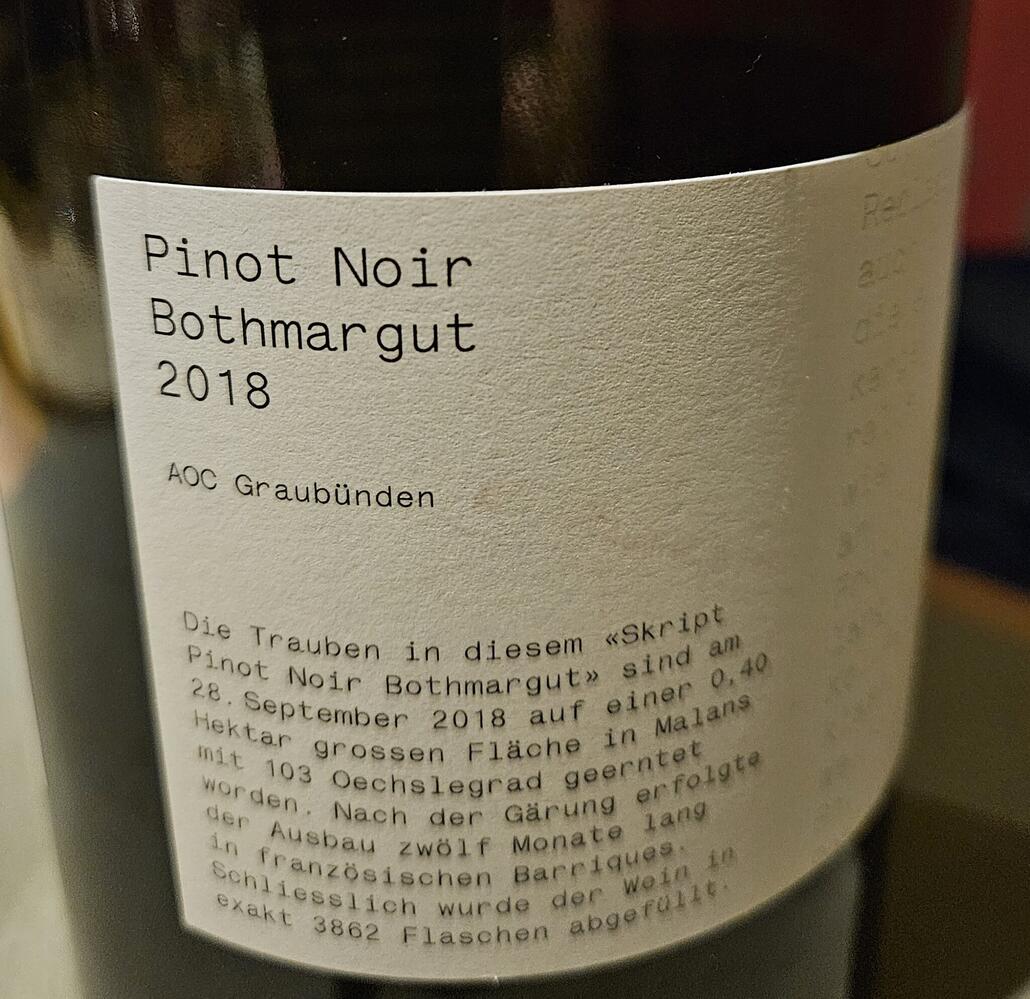 Pinot Noir
Bothmargut
2018
AOC Graubünden
Die Trauben in diesem «Skript
Pinot Noir Bothmargut» sind am
28. September 2018 auf einer 0,40
Hektar grossen Fläche in Malans
mit 103 Oechslegrad geerntet
worden. Nach der Gärung erfolgte
der Ausbau zwölf Monate lang
in französischen Barriques.
Schliesslich wurde der Wein in
exakt 3862 Flaschen abgefüllt.